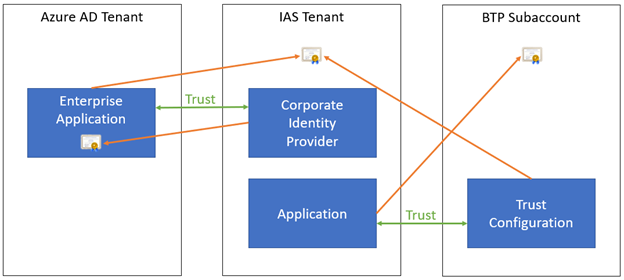 Azure AD Tenant
IAS Tenant
BTP Subaccount
Enterprise
Application
Trust
Corporate
Identity
Provider
Application
Trust
Trust
Configuration